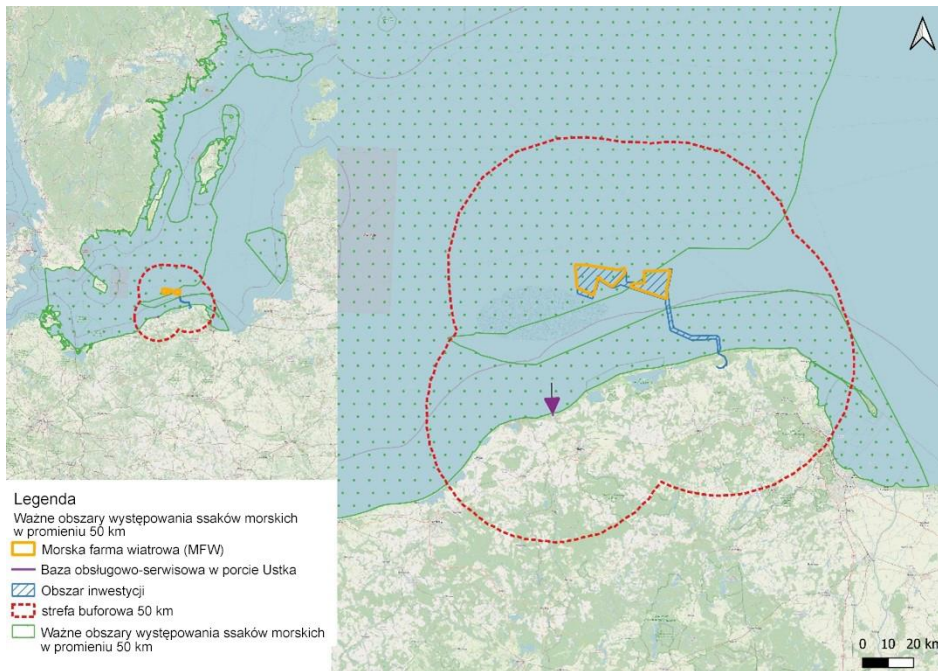 Legenda
Ważne obszary występowania ssaków morskich
w promieniu 50 km
Morska farma wiatrowa (MFW)
Baza obsługowo-serwisowa w porcie Ustka
Obszar inwestycji
strefa buforowa 50 km
Ważne obszary występowania ssaków morskich
w promieniu 50 km
0 10 20 km